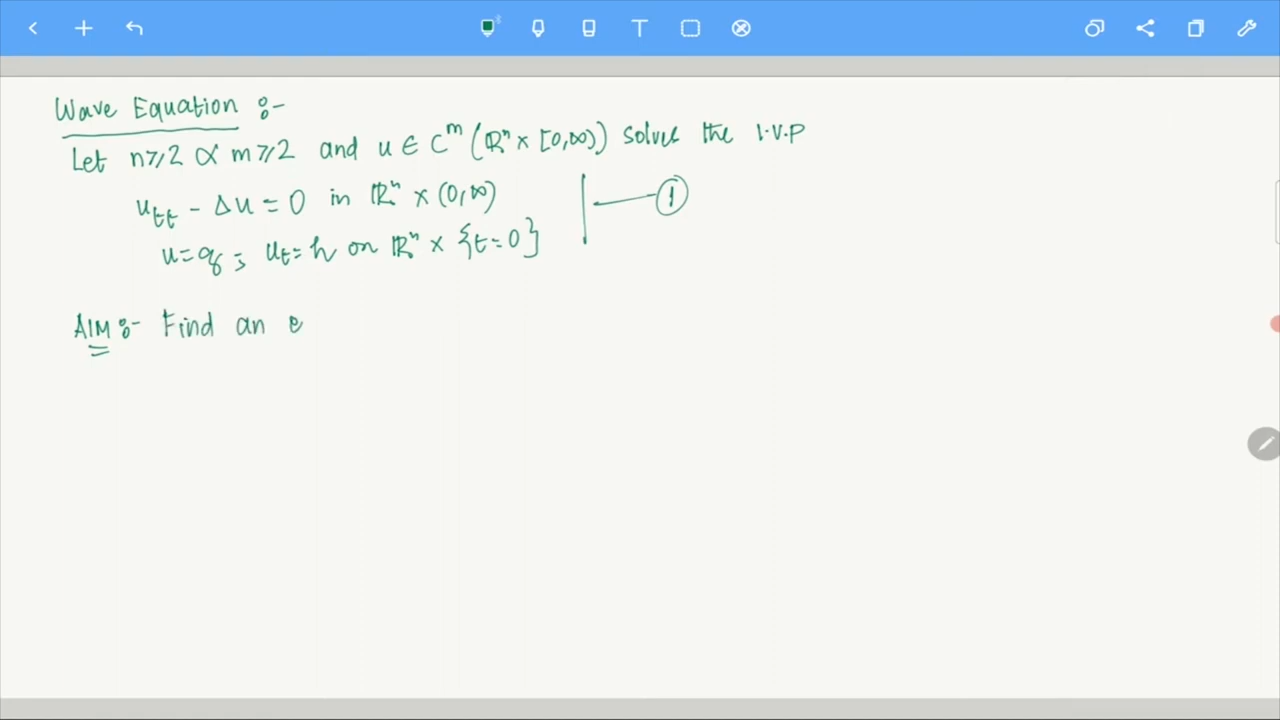 Wave Equation :-
Let n≥2 & m≥2 and u ∈ C^m (ℝ^n × [0,∞)) solves the I.V.P
u_tt - Δu = 0 in ℝ^n × (0,∞)
①
u=g ; u_t=h on ℝ^n × {t=0}
AIM :- Find an e